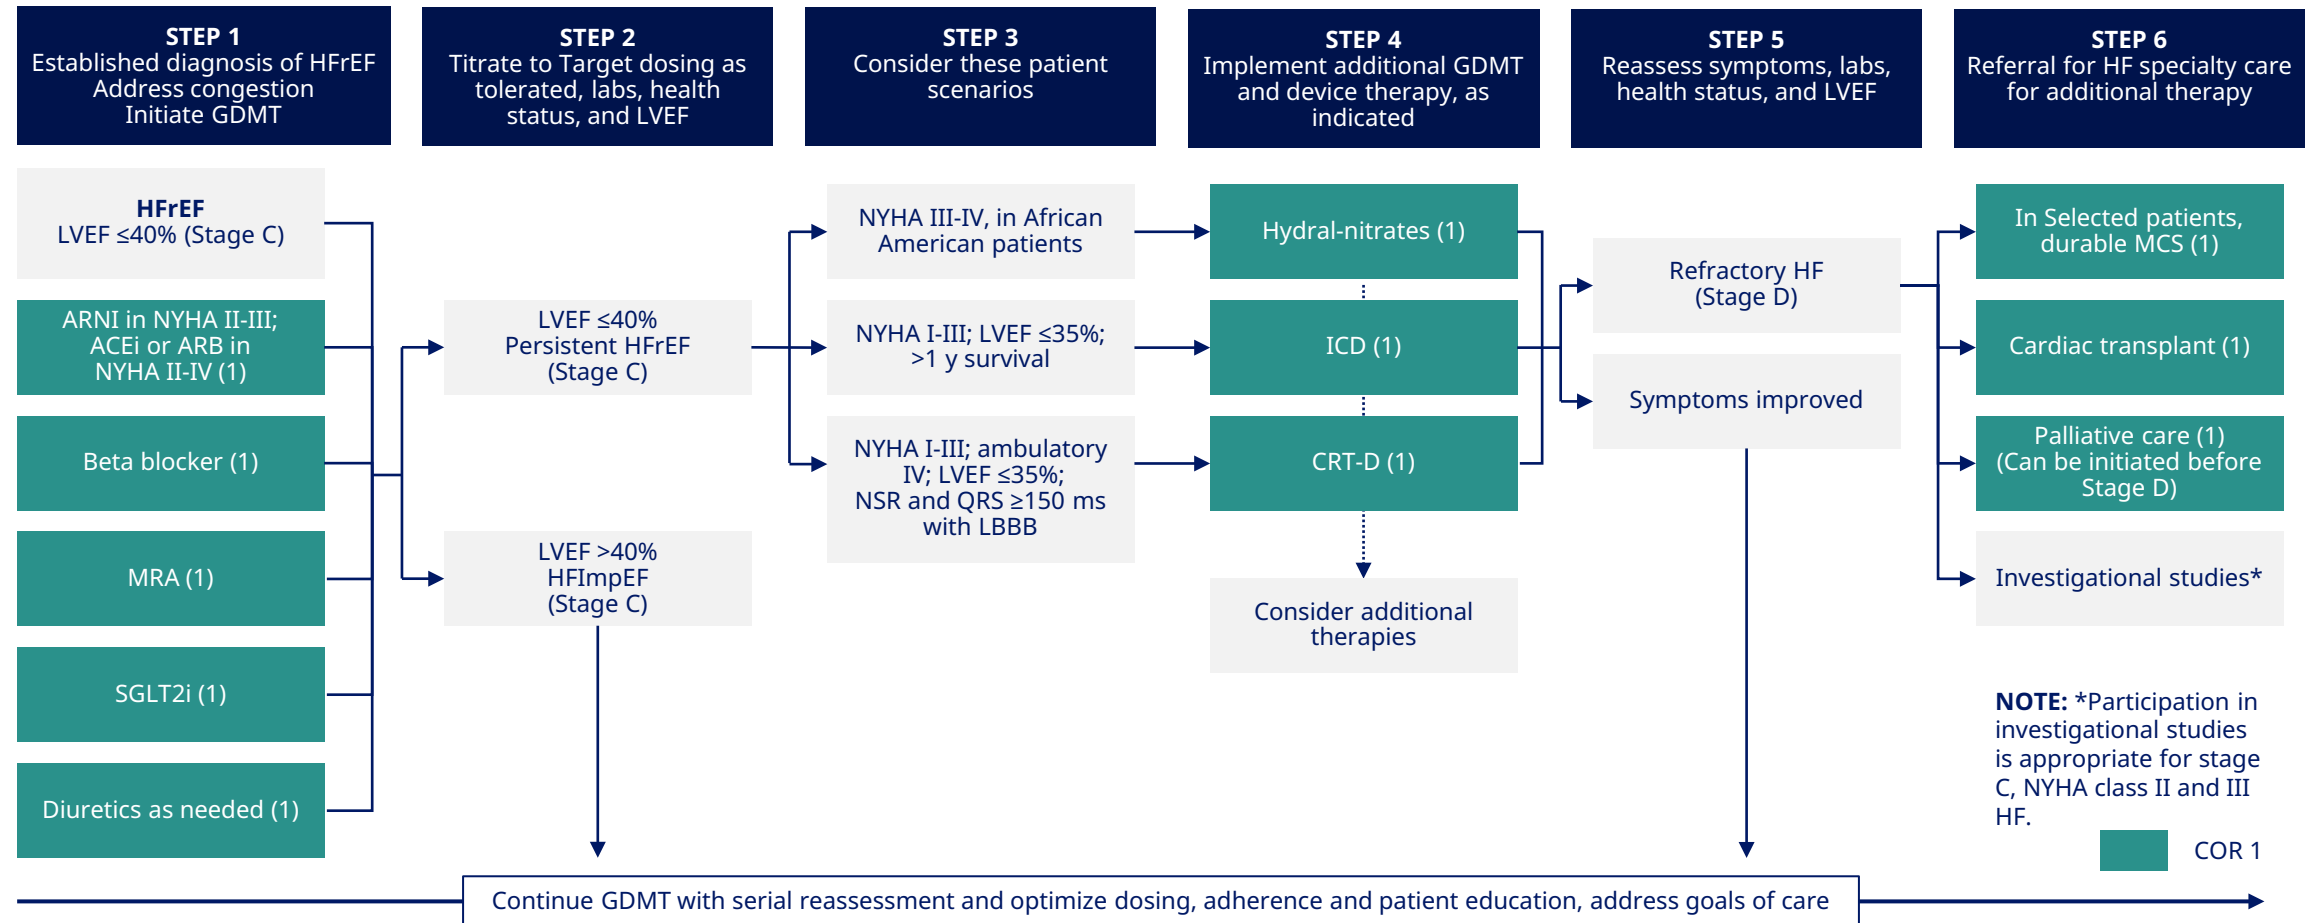 STEP 1
Established diagnosis of HFrEF
Address congestion
Initiate GDMT
STEP 2
Titrate to Target dosing as
tolerated, labs, health
status, and LVEF
STEP 3
Consider these patient
scenarios
STEP 4
Implement additional GDMT
and device therapy, as
indicated
STEP 5
Reassess symptoms, labs,
health status, and LVEF
STEP 6
Referral for HF specialty care
for additional therapy
HFrEF
LVEF ≤40% (Stage C)
ARNI in NYHA II-III;
ACEi or ARB in
NYHA II-IV (1)
Beta blocker (1)
MRA (1)
SGLT2i (1)
Diuretics as needed (1)
LVEF ≤40%
Persistent HFrEF
(Stage C)
LVEF >40%
HFImpEF
(Stage C)
NYHA III-IV, in African
American patients
NYHA I-III; LVEF ≤35%;
>1 y survival
NYHA I-III; ambulatory
IV; LVEF ≤35%;
NSR and QRS ≥150 ms
with LBBB
Hydral-nitrates (1)
ICD (1)
CRT-D (1)
Consider additional
therapies
Refractory HF
(Stage D)
Symptoms improved
In Selected patients,
durable MCS (1)
Cardiac transplant (1)
Palliative care (1)
(Can be initiated before
Stage D)
Investigational studies*
NOTE: *Participation in
investigational studies
is appropriate for stage
C, NYHA class II and III
HF.
COR 1
Continue GDMT with serial reassessment and optimize dosing, adherence and patient education, address goals of care